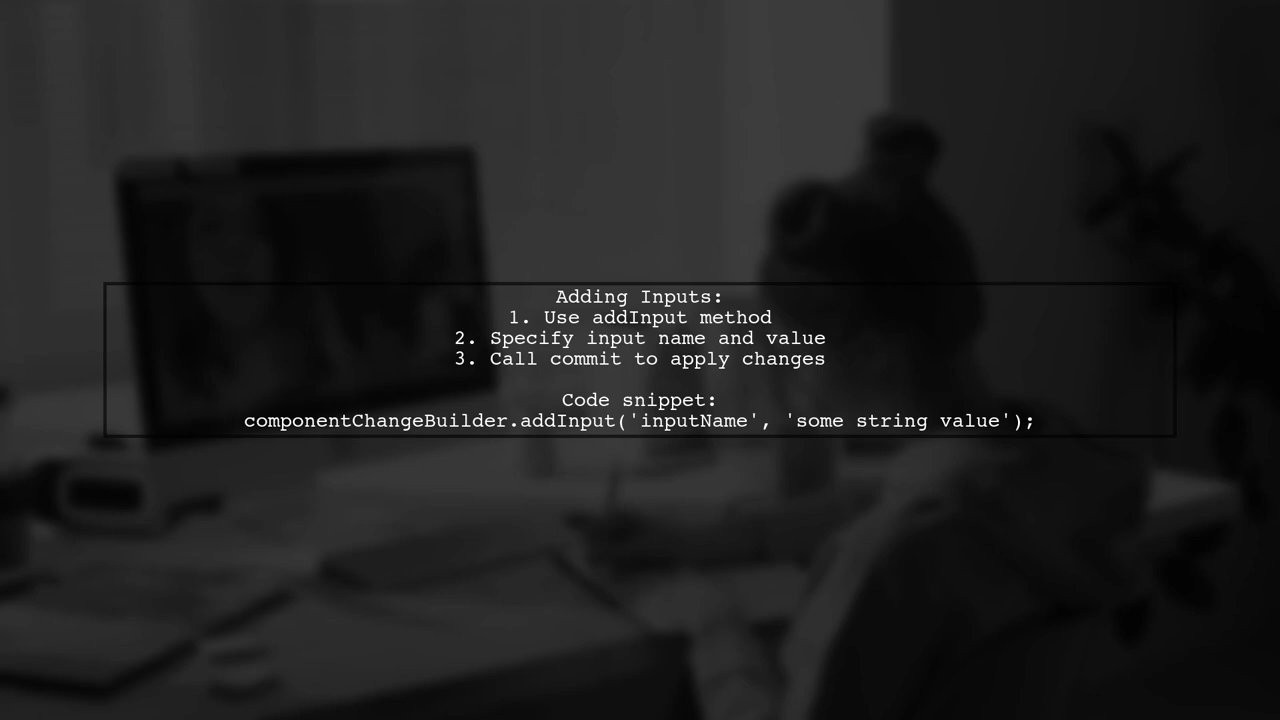 Adding Inputs:
1. Use addInput method
2. Specify input name and value
3. Call commit to apply changes
Code snippet:
componentChangeBuilder.addInput('inputName', 'some string value');